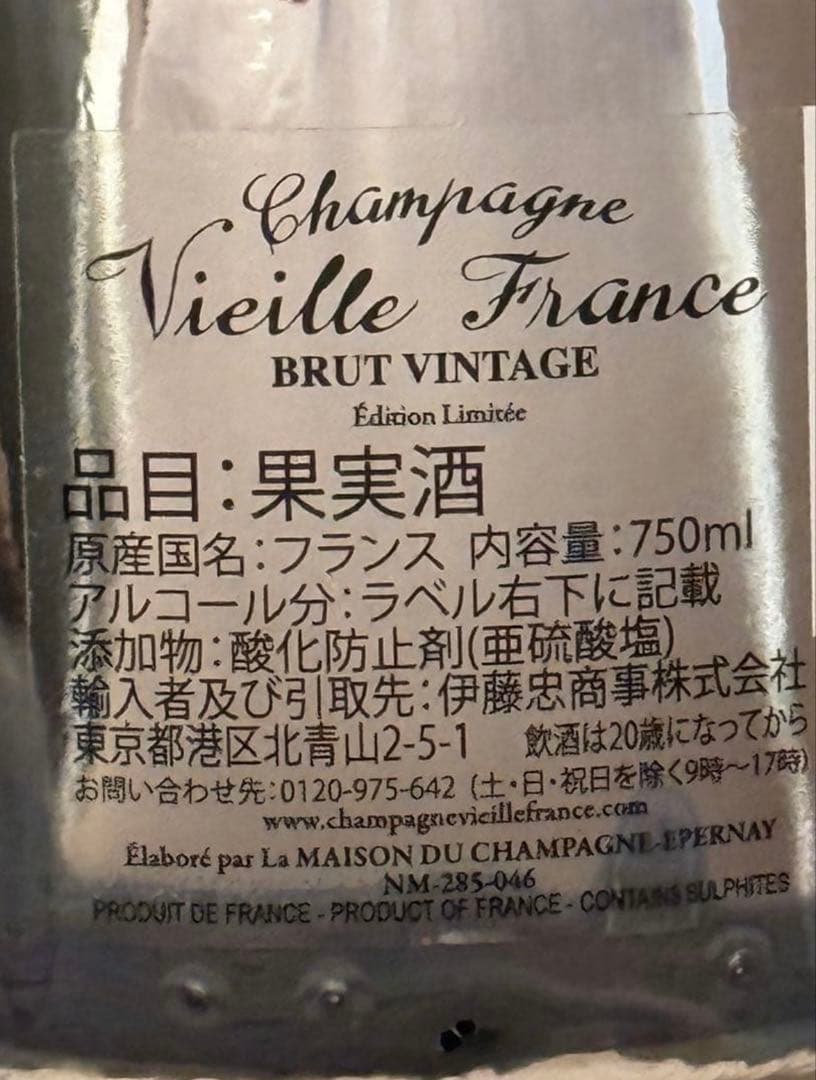 Champagne
Vieille France
BRUT VINTAGE
Édition Limitée
品目：果実酒
原産国名：フランス 内容量：750ml
アルコール分：ラベル右下に記載
添加物：酸化防止剤(亜硫酸塩)
輸入者及び引取先：伊藤忠商事株式会社
東京都港区北青山2-5-1 飲酒は20歳になってから
お問い合わせ先：0120-975-642（土・日・祝日を除く9時～17時）
www.champagnevieillefrance.com
Élaboré par La MAISON DU CHAMPAGNE-EPERNAY
NM-285-046
PRODUIT DE FRANCE - PRODUCT OF FRANCE - CONTAINS SULPHITES